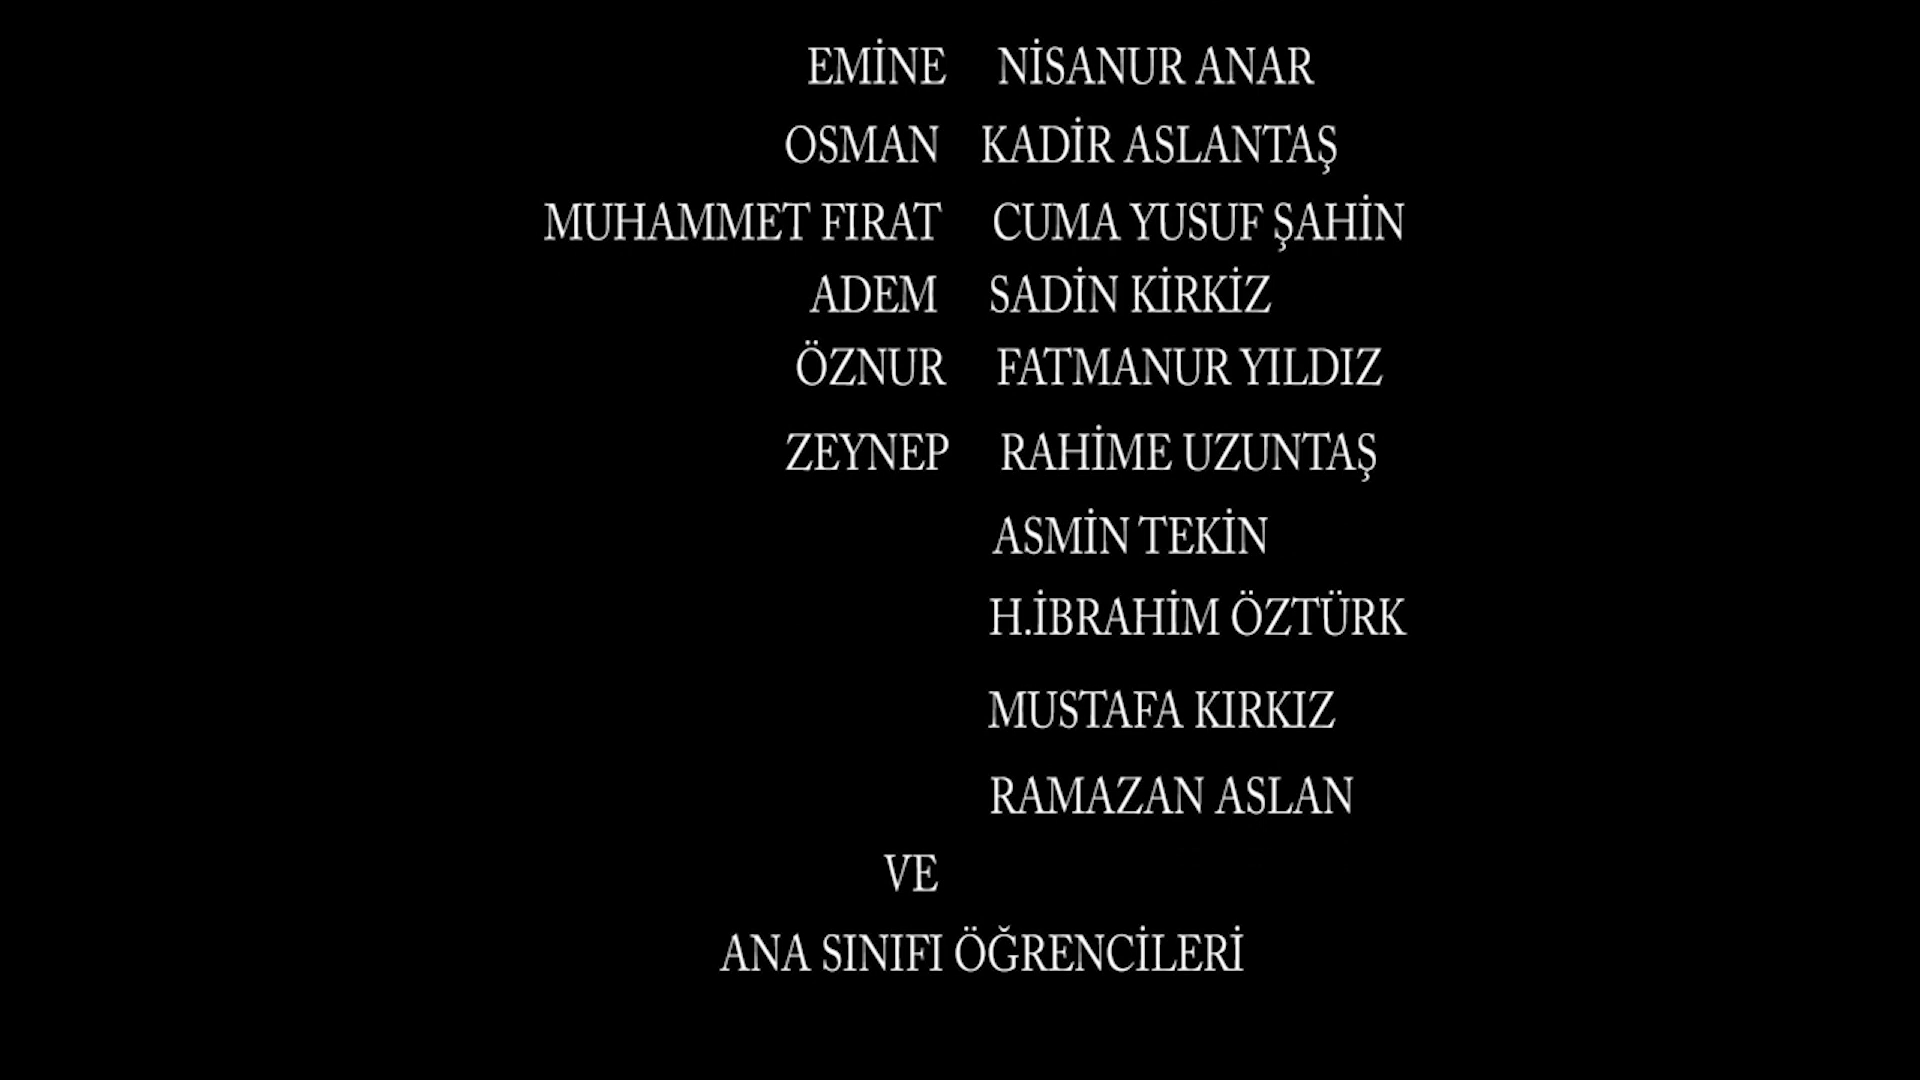 EMİNE NİSANUR ANAR
OSMAN KADİR ASLANTAŞ
MUHAMMET FIRAT CUMA YUSUF ŞAHİN
ADEM SADİN KİRKİZ
ÖZNUR FATMANUR YILDIZ
ZEYNEP RAHİME UZUNTAŞ
ASMİN TEKİN
H.İBRAHİM ÖZTÜRK
MUSTAFA KIRKIZ
RAMAZAN ASLAN
VE
ANA SINIFI ÖĞRENCİLERİ